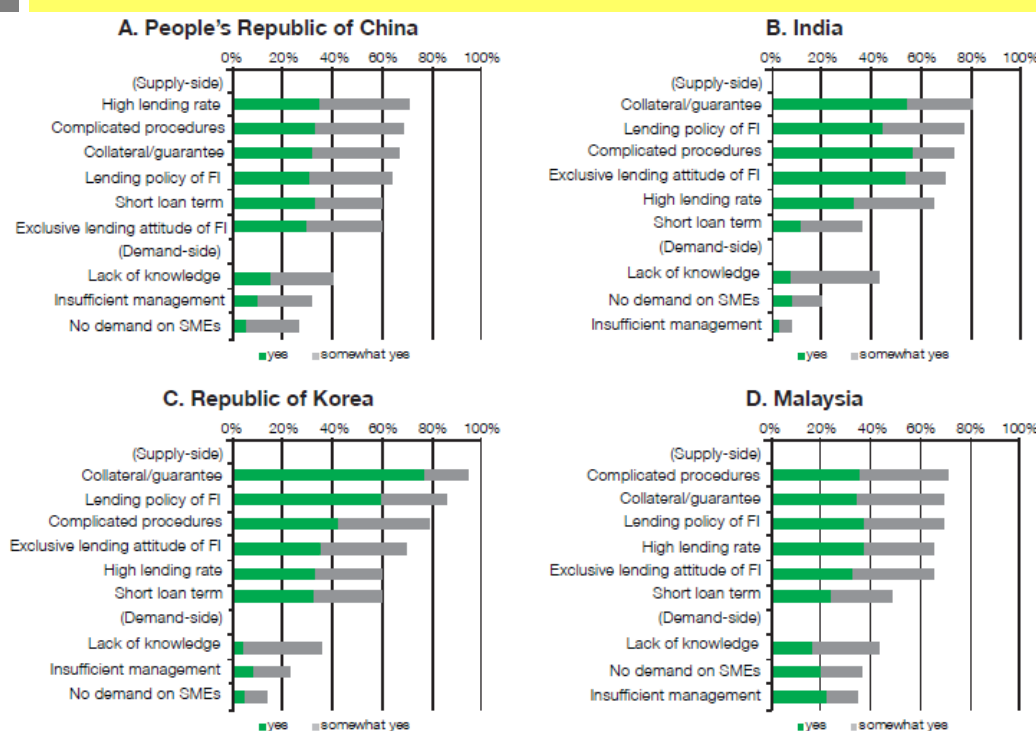 A. People's Republic of China
0% 20% 40% 60% 80% 100%
(Supply-side)
High lending rate
Complicated procedures
Collateral/guarantee
Lending policy of FI
Short loan term
Exclusive lending attitude of FI
(Demand-side)
Lack of knowledge
Insufficient management
No demand on SMEs
yes somewhat yes
B. India
0% 20% 40% 60% 80% 100%
(Supply-side)
Collateral/guarantee
Lending policy of FI
Complicated procedures
Exclusive lending attitude of FI
High lending rate
Short loan term
(Demand-side)
Lack of knowledge
No demand on SMEs
Insufficient management
yes somewhat yes
C. Republic of Korea
0% 20% 40% 60% 80% 100%
(Supply-side)
Collateral/guarantee
Lending policy of FI
Complicated procedures
Exclusive lending attitude of FI
High lending rate
Short loan term
(Demand-side)
Lack of knowledge
Insufficient management
No demand on SMEs
yes somewhat yes
D. Malaysia
0% 20% 40% 60% 80% 100%
(Supply-side)
Complicated procedures
Collateral/guarantee
Lending policy of FI
High lending rate
Exclusive lending attitude of FI
Short loan term
(Demand-side)
Lack of knowledge
No demand on SMEs
Insufficient management
yes somewhat yes